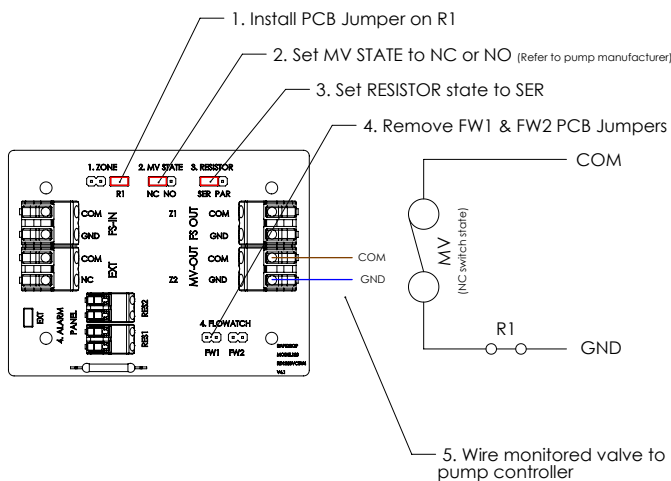 1. Install PCB Jumper on R1
2. Set MV STATE to NC or NO (Refer to pump manufacturer)
3. Set RESISTOR state to SER
4. Remove FW1 & FW2 PCB Jumpers
1. ZONE 2. MV STATE 3. RESISTOR
R1 NC NO SER PAR
COM
GND
FS-IN
COM
NC
EXT
Z1
Z2
FS OUT
MV-OUT
COM
GND
COM
GND
COM
GND
EXT
4. ALARM
PANEL
RES2
RES1
4. FLOWATCH
FW1 FW2
COM
MV
(NC switch state)
R1
GND
5. Wire monitored valve to
pump controller